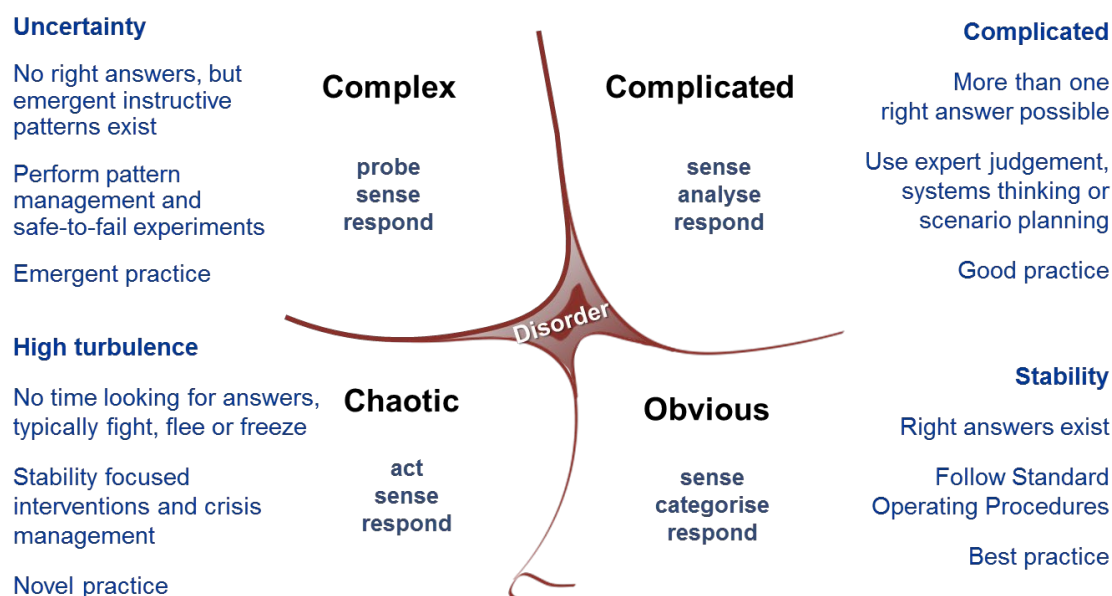 Uncertainty
No right answers, but
emergent instructive
patterns exist
Perform pattern
management and
safe-to-fail experiments
Emergent practice
Complex
probe
sense
respond
Complicated
sense
analyse
respond
Complicated
More than one
right answer possible
Use expert judgement,
systems thinking or
scenario planning
Good practice
Disorder
High turbulence
No time looking for answers,
typically fight, flee or freeze
Stability focused
interventions and crisis
management
Novel practice
Chaotic
act
sense
respond
Obvious
sense
categorise
respond
Stability
Right answers exist
Follow Standard
Operating Procedures
Best practice